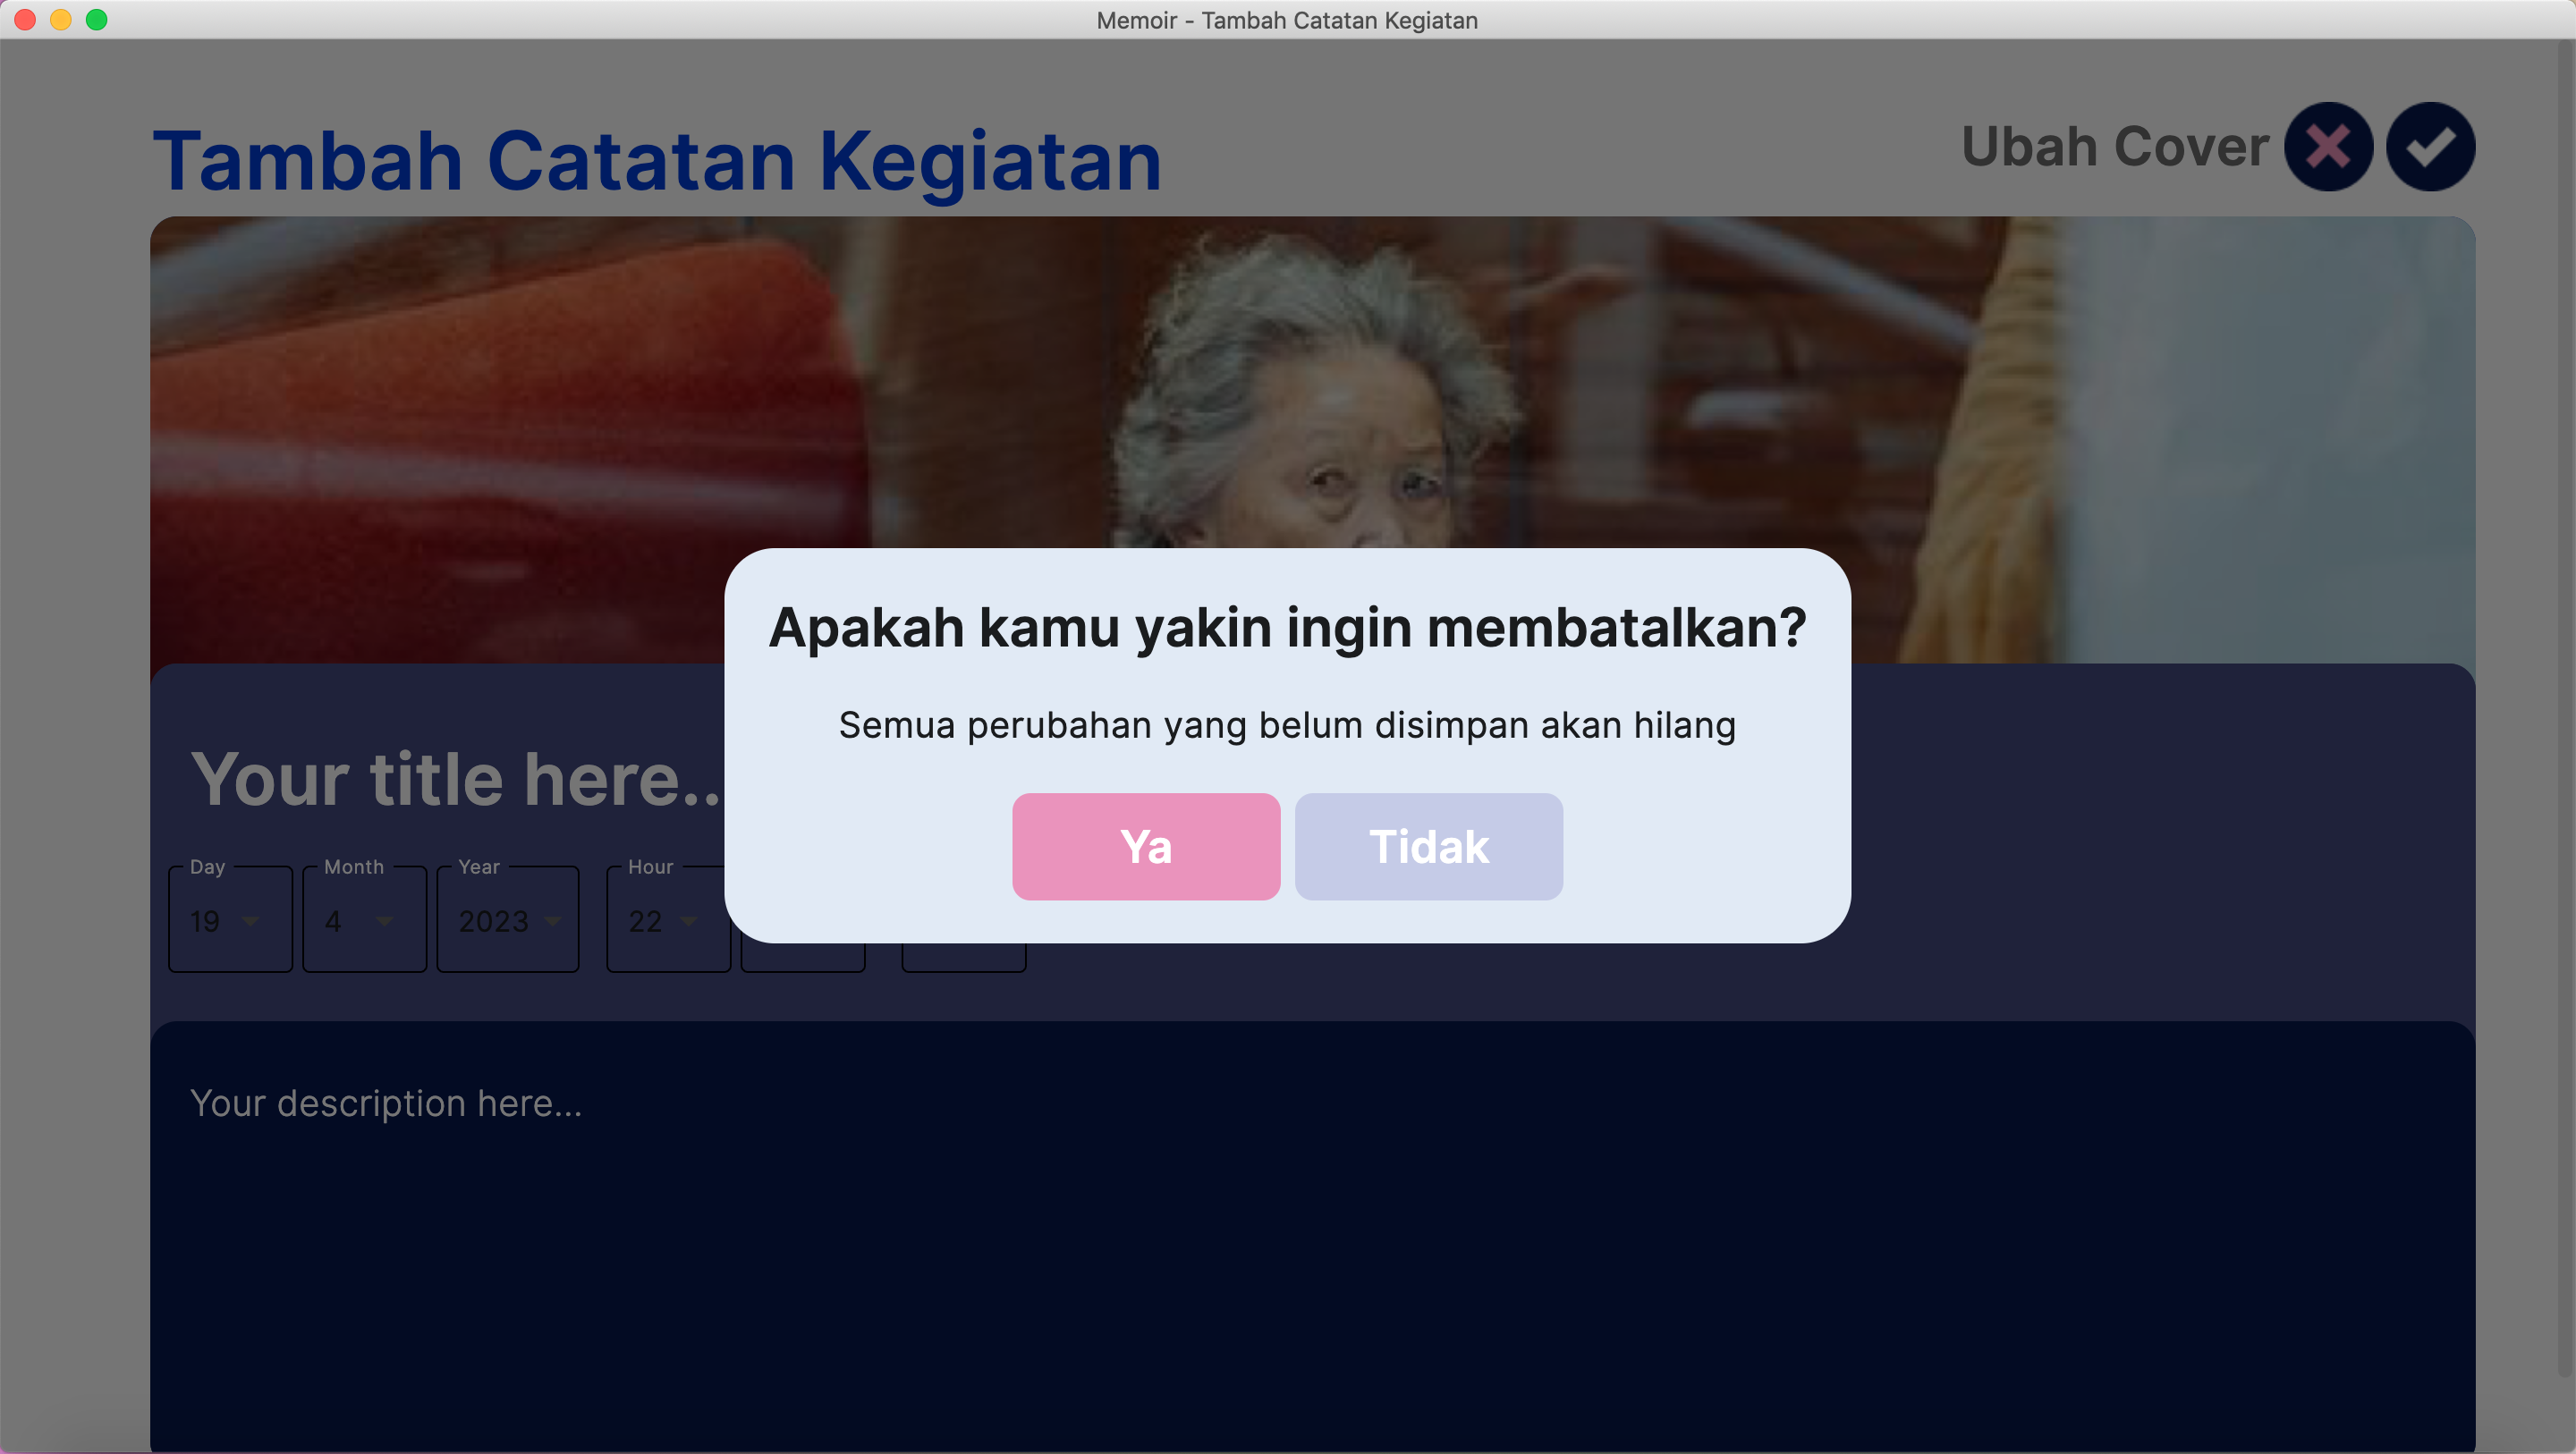 Memoir - Tambah Catatan Kegiatan
Tambah Catatan Kegiatan
Ubah Cover
Apakah kamu yakin ingin membatalkan?
Semua perubahan yang belum disimpan akan hilang
Ya
Tidak
Your title here..
Day
Month
Year
Hour
19
4
2023
22
Your description here...